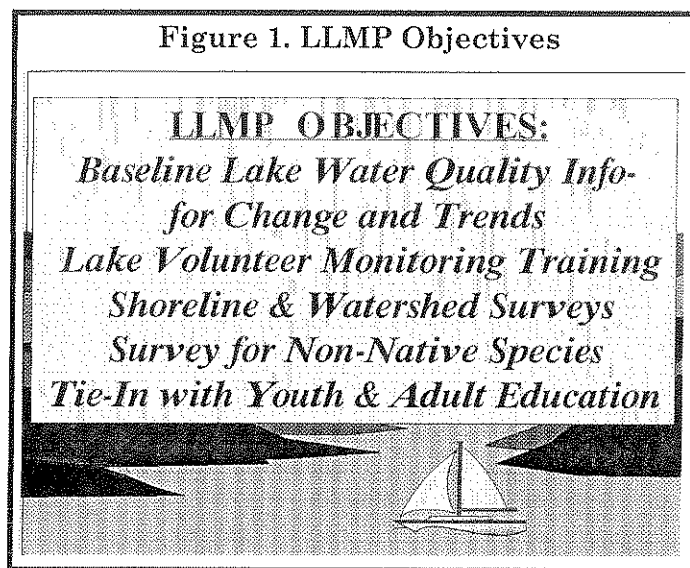 Figure 1. LLMP Objectives
LLMP OBJECTIVES:
Baseline Lake Water Quality Info-
for Change and Trends
Lake Volunteer Monitoring Training
Shoreline & Watershed Surveys
Survey for Non-Native Species
Tie-In with Youth & Adult Education